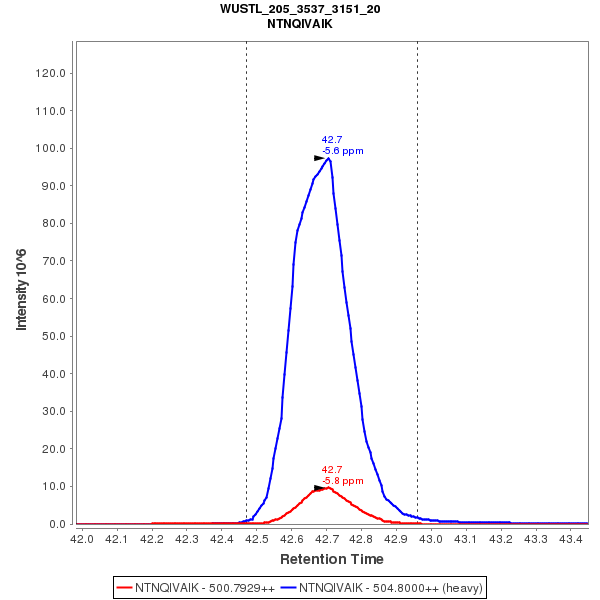 WUSTL_205_3537_3151_20
NTNQIVAIK
Intensity 10^6
120.0
110.0
100.0
90.0
80.0
70.0
60.0
50.0
40.0
30.0
20.0
10.0
0.0
42.7
-5.6 ppm
42.7
-5.8 ppm
42.0 42.1 42.2 42.3 42.4 42.5 42.6 42.7 42.8 42.9 43.0 43.1 43.2 43.3 43.4
Retention Time
NTNQIVAIK - 500.7929++ NTNQIVAIK - 504.8000++ (heavy)